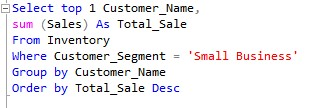 Select top 1 Customer_Name,
sum (Sales) As Total_Sale
From Inventory
Where Customer_Segment = 'Small Business'
Group by Customer_Name
Order by Total_Sale Desc